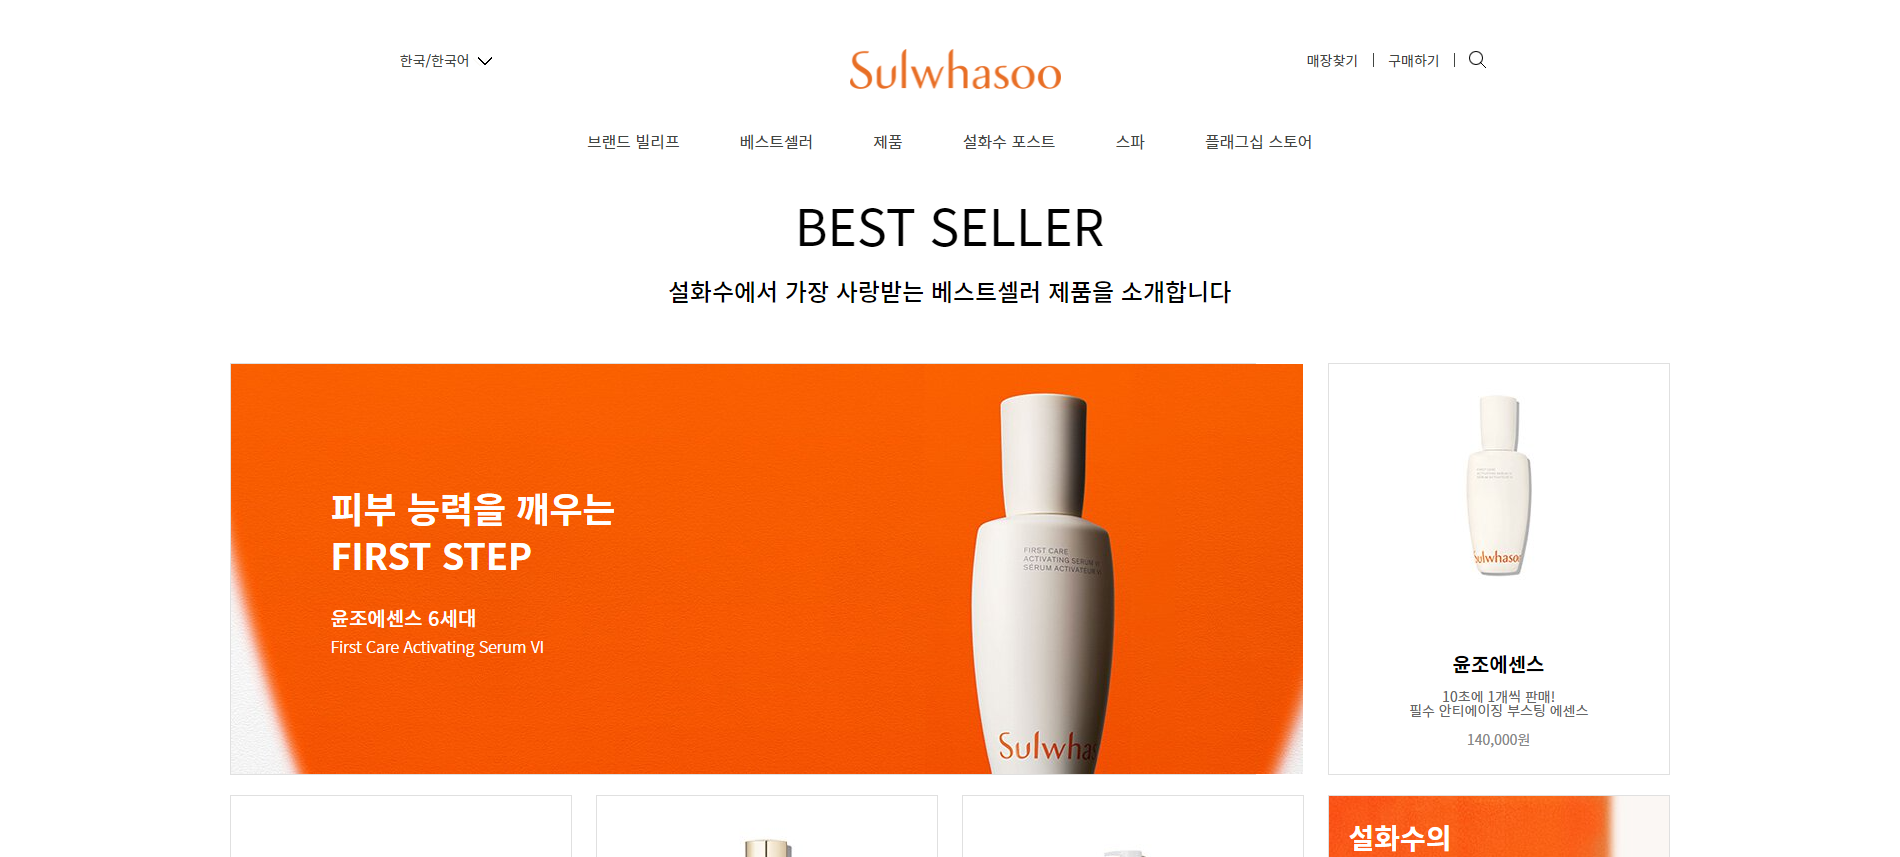 한국/한국어
Sulwhasoo
매장찾기 | 구매하기 |
브랜드 빌리프 베스트셀러 제품 설화수 포스트 스파 플래그십 스토어
BEST SELLER
설화수에서 가장 사랑받는 베스트셀러 제품을 소개합니다
피부 능력을 깨우는
FIRST STEP
윤조에센스 6세대
First Care Activating Serum VI
FIRST CARE
ACTIVATING SERUM V
SÉRUM ACTIVATEUR V
Sulwhas
Sulwhaso
윤조에센스
10초에 1개씩 판매!
필수 안티에이징 부스팅 에센스
140,000원
설화수의